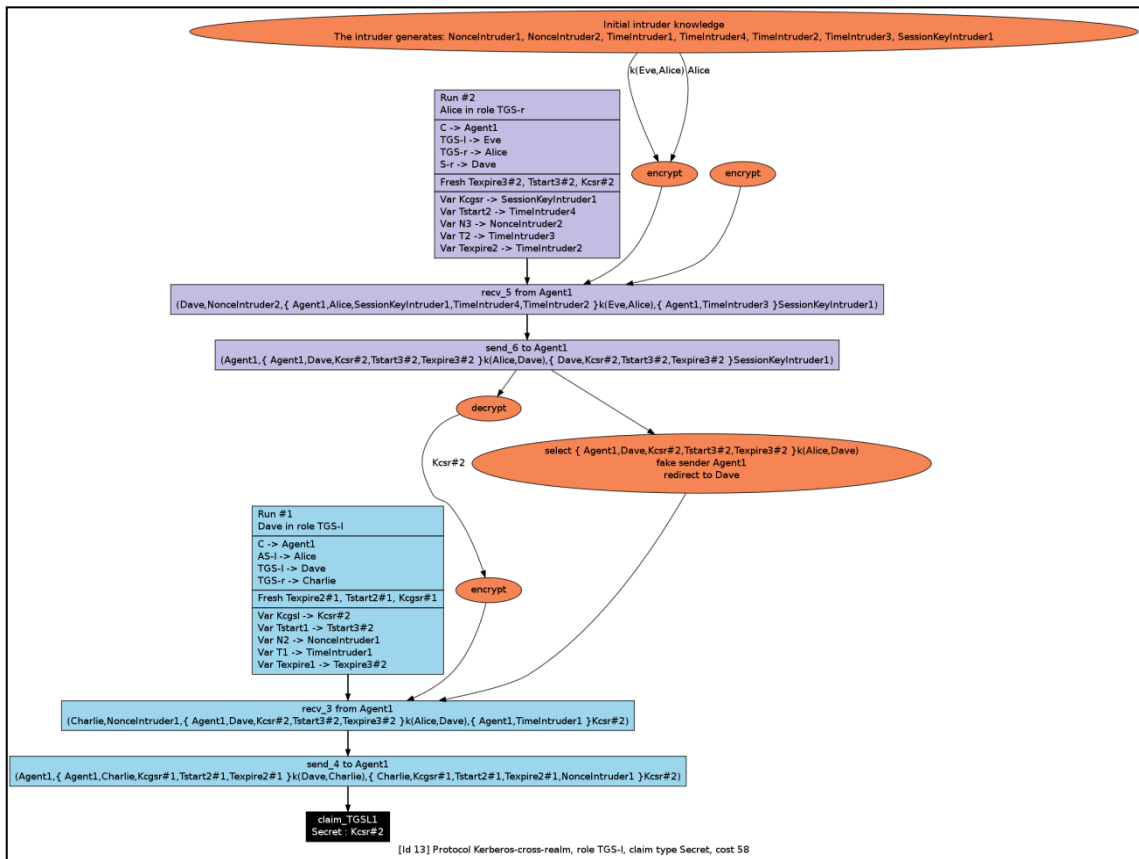 Initial intruder knowledge
The intruder generates: NonceIntruder1, NonceIntruder2, TimeIntruder1, TimeIntruder4, TimeIntruder2, TimeIntruder3, SessionKeyIntruder1
k(Eve,Alice)
Alice
Run #2
Alice in role TGS-r
C -> Agent1
TGS-l -> Eve
TGS-r -> Alice
S-r -> Dave
Fresh Texpire3#2, Tstart3#2, Kcsr#2
Var Kcgsr -> SessionKeyIntruder1
Var Tstart2 -> TimeIntruder4
Var N3 -> NonceIntruder2
Var T2 -> TimeIntruder3
Var Texpire2 -> TimeIntruder2
encrypt
encrypt
recv_5 from Agent1
(Dave,NonceIntruder2,{ Agent1,Alice,SessionKeyIntruder1,TimeIntruder4,TimeIntruder2 }k(Eve,Alice),{ Agent1,TimeIntruder3 }SessionKeyIntruder1)
send_6 to Agent1
(Agent1,{ Agent1,Dave,Kcsr#2,Tstart3#2,Texpire3#2 }k(Alice,Dave),{ Dave,Kcsr#2,Tstart3#2,Texpire3#2 }SessionKeyIntruder1)
decrypt
Kcsr#2
select { Agent1,Dave,Kcsr#2,Tstart3#2,Texpire3#2 }k(Alice,Dave)
fake sender Agent1
redirect to Dave
Run #1
Dave in role TGS-l
C -> Agent1
AS-l -> Alice
TGS-l -> Dave
TGS-r -> Charlie
Fresh Texpire2#1, Tstart2#1, Kcgsr#1
Var Kcgsl -> Kcsr#2
Var Tstart1 -> Tstart3#2
Var N2 -> NonceIntruder1
Var T1 -> TimeIntruder1
Var Texpire1 -> Texpire3#2
encrypt
recv_3 from Agent1
(Charlie,NonceIntruder1,{ Agent1,Dave,Kcsr#2,Tstart3#2,Texpire3#2 }k(Alice,Dave),{ Agent1,TimeIntruder1 }Kcsr#2)
send_4 to Agent1
(Agent1,{ Agent1,Charlie,Kcgsr#1,Tstart2#1,Texpire2#1 }k(Dave,Charlie),{ Charlie,Kcgsr#1,Tstart2#1,Texpire2#1,NonceIntruder1 }Kcsr#2)
claim_TGSL1
Secret : Kcsr#2
[Id 13] Protocol Kerberos-cross-realm, role TGS-l, claim type Secret, cost 58